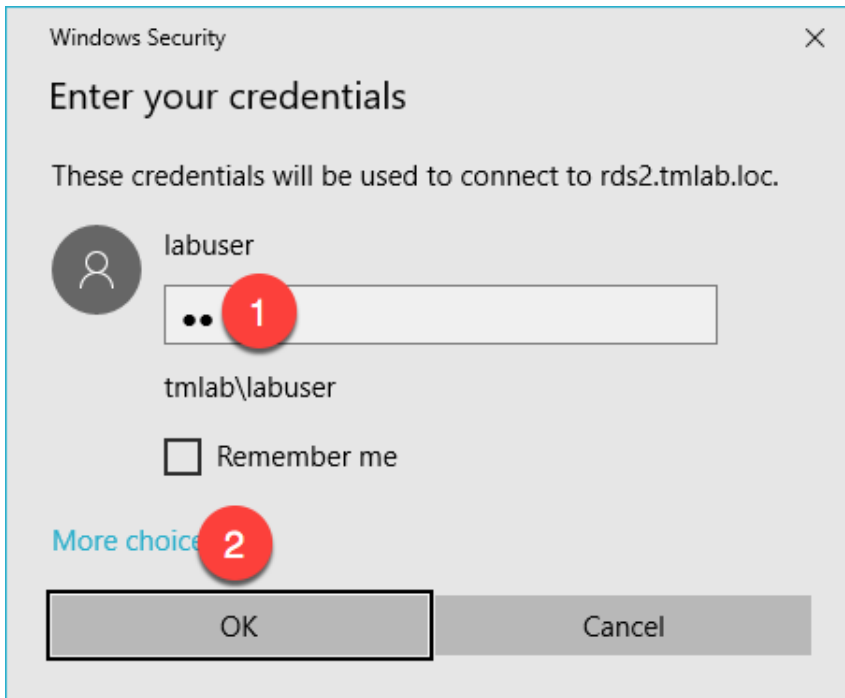 Windows Security
Enter your credentials
These credentials will be used to connect to rds2.tmlab.loc.
labuser
1
tmlab\labuser
Remember me
More choice
2
OK Cancel